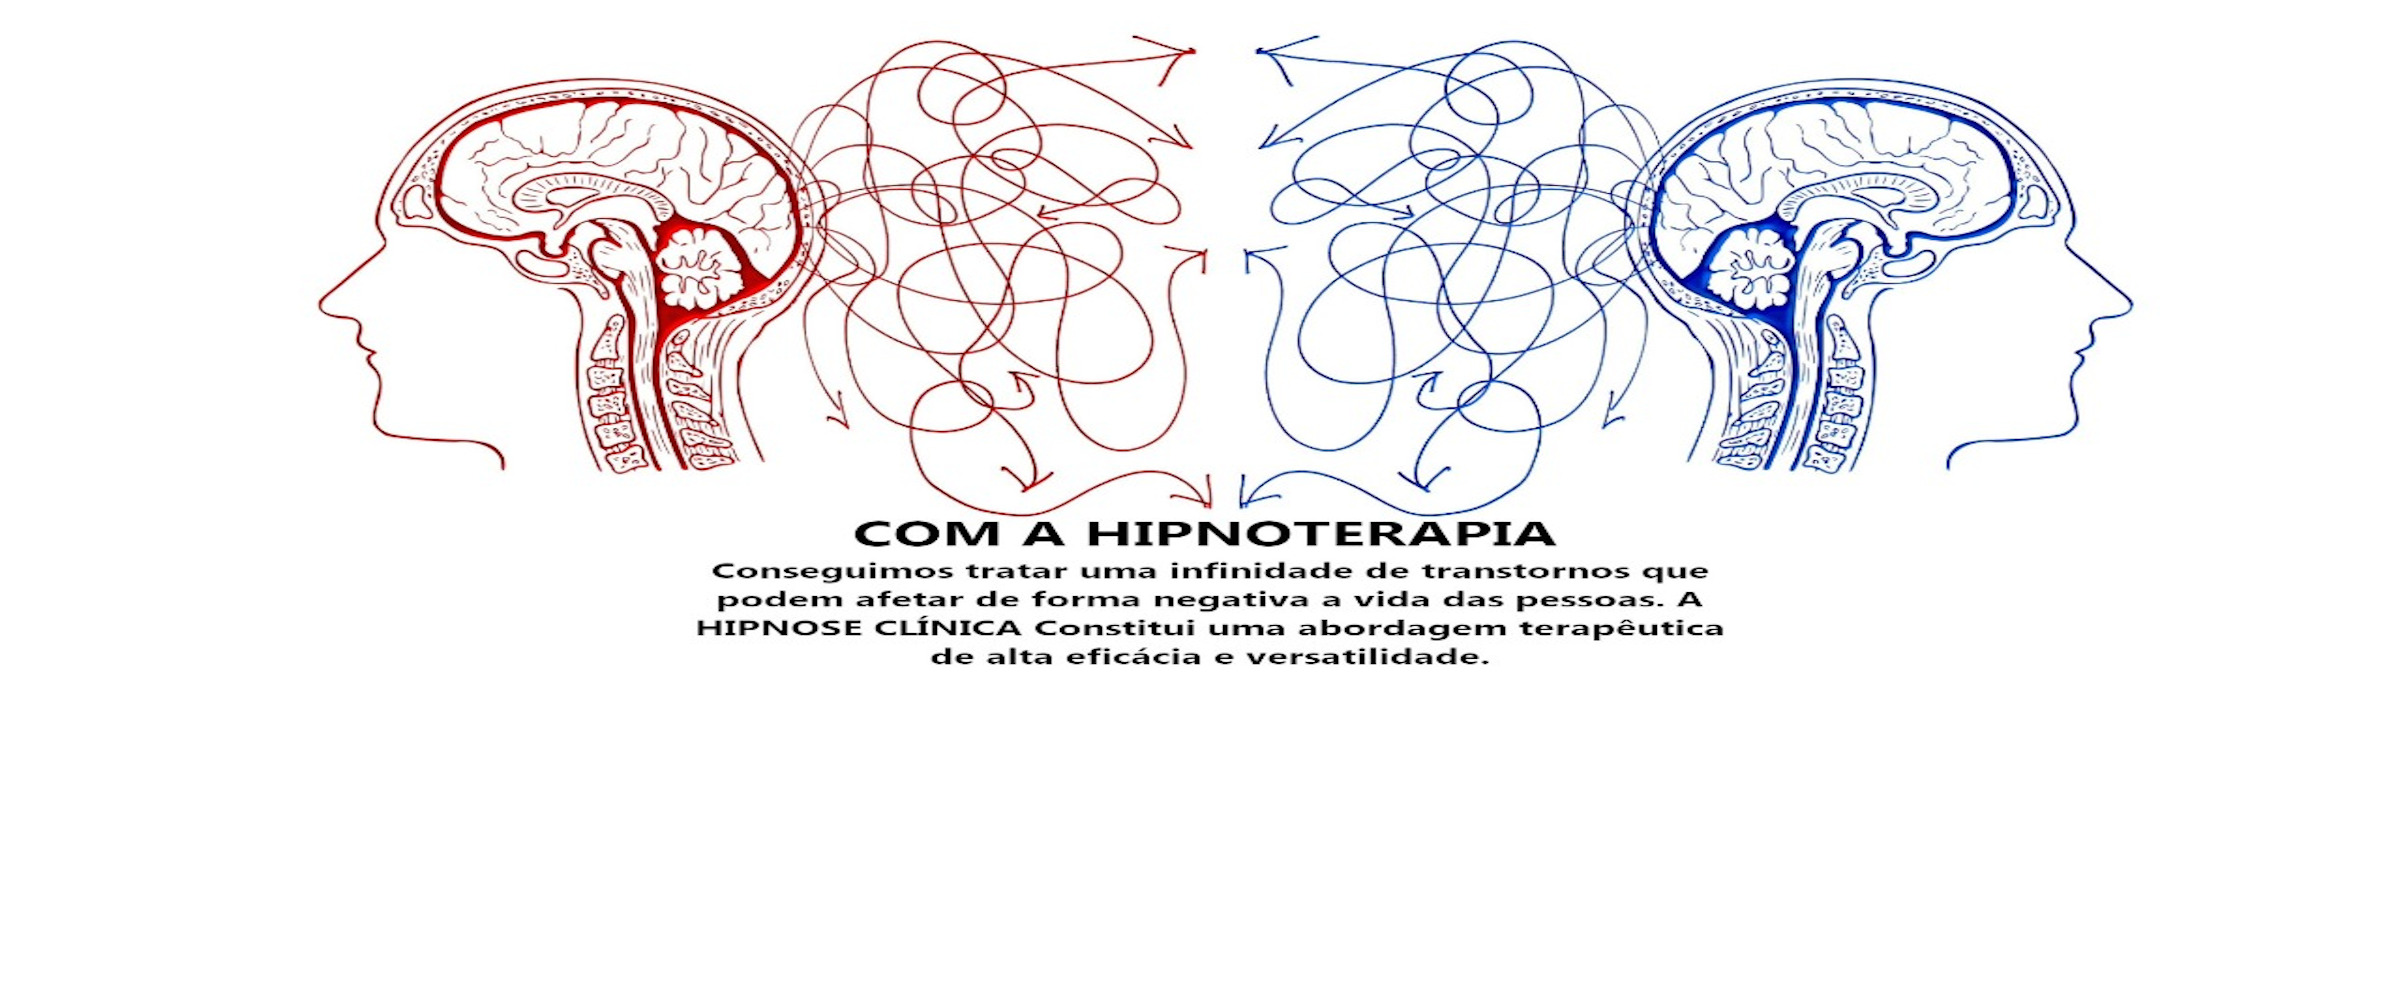 COM A HIPNOTERAPIA
Conseguimos tratar uma infinidade de transtornos que
podem afetar de forma negativa a vida das pessoas. A
HIPNOSE CLÍNICA Constitui uma abordagem terapêutica
de alta eficácia e versatilidade.